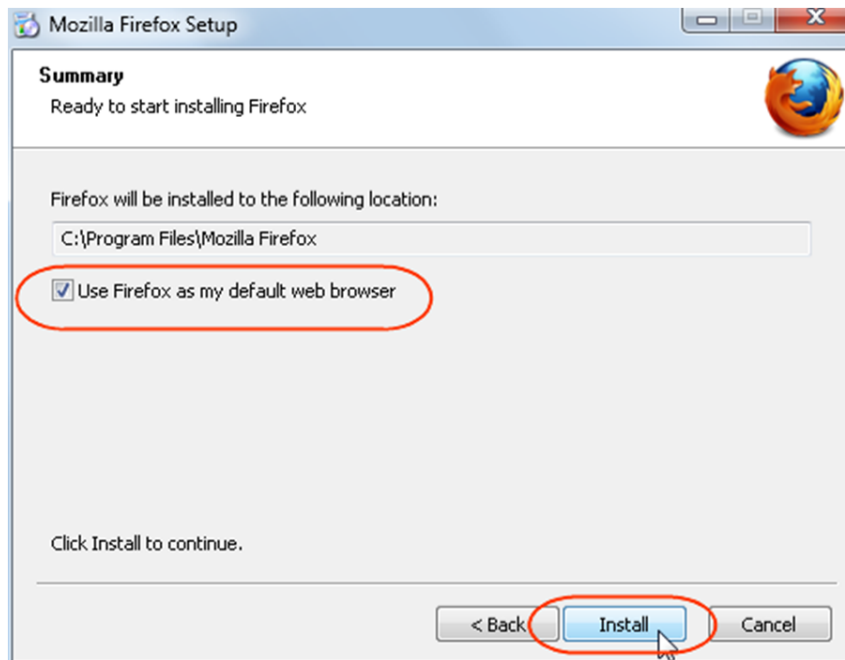 Mozilla Firefox Setup
Summary
Ready to start installing Firefox
Firefox will be installed to the following location:
C:\Program Files\Mozilla Firefox
Use Firefox as my default web browser
Click Install to continue.
< Back Install Cancel